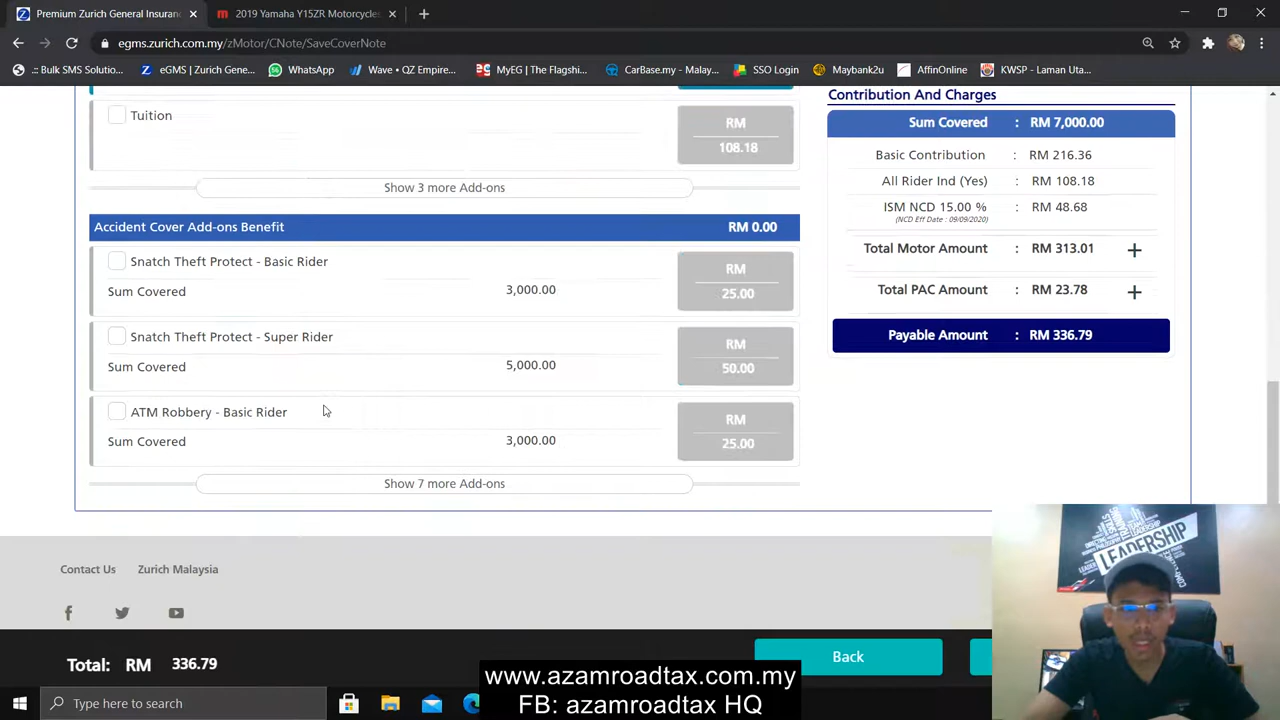 Premium Zurich General Insuranc
2019 Yamaha Y15ZR Motorcycles
egms.zurich.com.my/zMotor/CNote/SaveCoverNote
.:: Bulk SMS Solutio...
eGMS | Zurich Gene...
WhatsApp
Wave • QZ Empire...
MyEG | The Flagshi...
CarBase.my - Malay...
SSO Login
Maybank2u
AffinOnline
KWSP - Laman Uta...
Tuition
RM
108.18
Show 3 more Add-ons
Accident Cover Add-ons Benefit RM 0.00
Snatch Theft Protect - Basic Rider
Sum Covered 3,000.00
RM
25.00
Snatch Theft Protect - Super Rider
Sum Covered 5,000.00
RM
50.00
ATM Robbery - Basic Rider
Sum Covered 3,000.00
RM
25.00
Show 7 more Add-ons
Contribution And Charges
Sum Covered : RM 7,000.00
Basic Contribution : RM 216.36
All Rider Ind (Yes) : RM 108.18
ISM NCD 15.00 % : RM 48.68
(NCD Eff Date : 09/09/2020)
Total Motor Amount : RM 313.01
Total PAC Amount : RM 23.78
Payable Amount : RM 336.79
Contact Us Zurich Malaysia
LEADERSHIP
Total: RM 336.79
Back
www.azamroadtax.com.my
FB: azamroadtax HQ
Type here to search